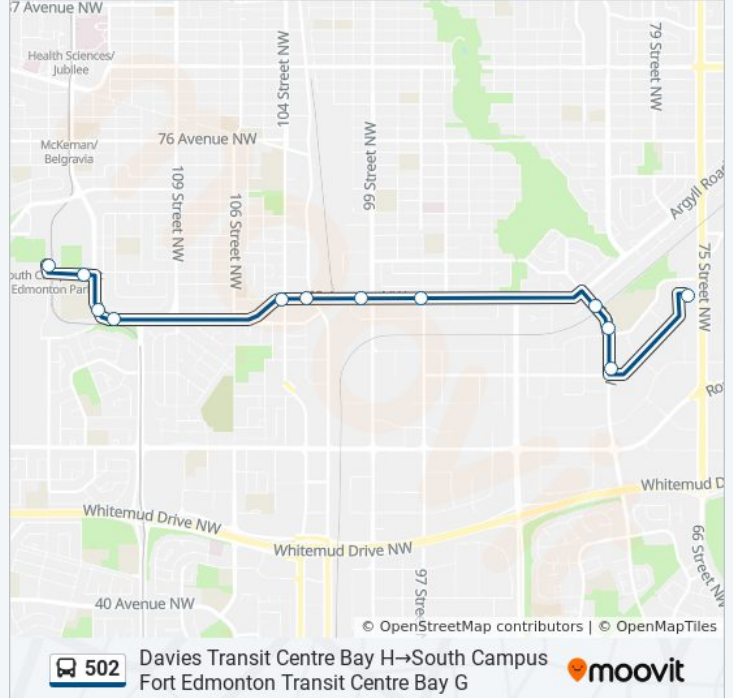 7 Avenue NW
Health Sciences/
Jubilee
104 Street NW
79 Street NW
76 Avenue NW
McKernan/
Belgravia
99 Street NW
109 Street NW
106 Street NW
Argyll Roa
75 Street NW
Edmonton Par
Whitemud D
Whitemud Drive NW
Whitemud Drive NW
66 Street NW
97 Stre
40 Avenue NW
© OpenStreetMap contributors | © OpenMapTiles
502
Davies Transit Centre Bay H→South Campus
Fort Edmonton Transit Centre Bay G
moovit